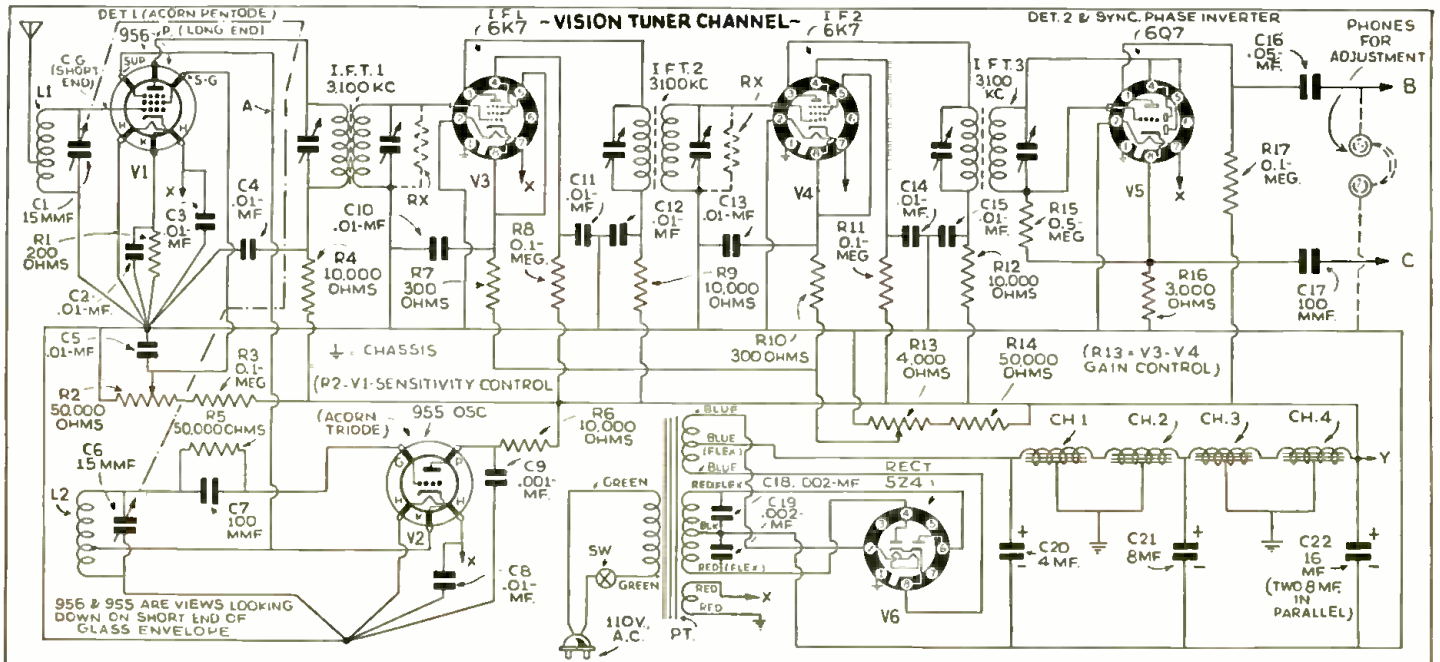 ~VISION TUNER CHANNEL~
DET. 1 (ACORN PENTODE)
956
P. (LONG END)
C.G.
(SHORT
END)
SUP
S-G
L1
A
H
H
K
V1
X
C1
15 MMF
R1
200
OHMS
C2
.01-MF.
C3
.01-
MF
C4
.01-
MF
I.F.T.1
3,100 KC
R4
10,000
OHMS
RX
C10
.01-MF
R7
300
OHMS
I F 1
6K7
V3
X
R8
0.1-
MEG.
C11
.01-
MF
I F.T.2
3100 KC
RX
C12
.01-
MF
R9
10,000
OHMS
C13
.01-MF
I F 2
6K7
V4
X
R10
300 OHMS
R11
0.1-
MEG
C14
.01-
MF
I F.T.3
3100
KC
C15
.01-
MF
R12
10,000
OHMS
DET. 2 & SYNC. PHASE INVERTER
6Q7
V5
X
R15
0.5-
MEG
R16
3,000
OHMS
C16
.05-
MF.
R17
0.1-
MEG.
PHONES
FOR
ADJUSTMENT
B
C
C17
100
MMF.
C5
.01-MF
= CHASSIS
R3
0.1-
MEG
R2
50,000
OHMS
(R2-V1-SENSITIVITY CONTROL
R5
50,000 OHMS
(ACORN
TRIODE)
955 OSC
R6
10,000
OHMS
R13
4,000
OHMS
R14
50,000
OHMS
(R13 = V3-V4
GAIN CONTROL)
C6
15 MMF
L2
C7
100
MMF
G
P
H
H
K
V2
X
C8
.01-
MF.
C9
.001-
MF.
956 & 955 ARE VIEWS LOOKING
DOWN ON SHORT END OF
GLASS ENVELOPE
GREEN
SW
GREEN
110V.
A.C.
PT.
BLUE
BLUE
(FLEX)
BLUE
RED (FLEX)
BLK
RED (FLEX)
RED
RED
X
C18 .002-MF
C19
.002-
MF
RECT
5Z4
V6
CH 1
CH.2
CH.3
CH.4
Y
C20
4 MF.
C21
8 MF
C22
16
MF
(TWO 8 MF.
IN
PARALLEL)